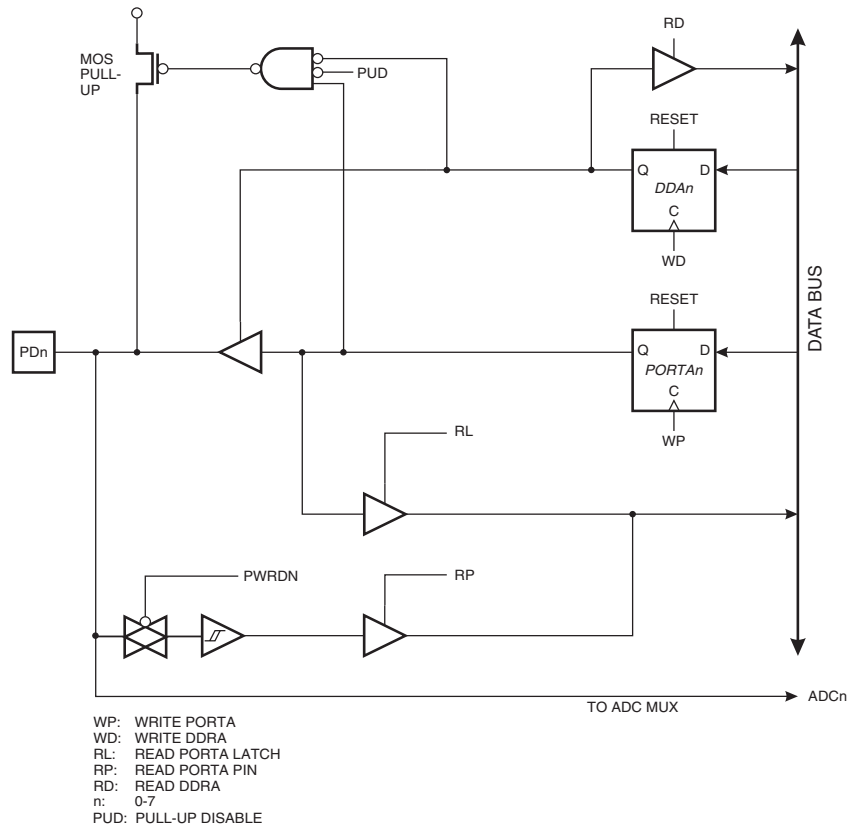 RD
MOS
PULL-
UP
PUD
RESET
Q D
DDAn
C
WD
RESET
DATA BUS
PDn
Q D
PORTAn
C
WP
RL
PWRDN
RP
TO ADC MUX
ADCn
WP: WRITE PORTA
WD: WRITE DDRA
RL: READ PORTA LATCH
RP: READ PORTA PIN
RD: READ DDRA
n: 0-7
PUD: PULL-UP DISABLE